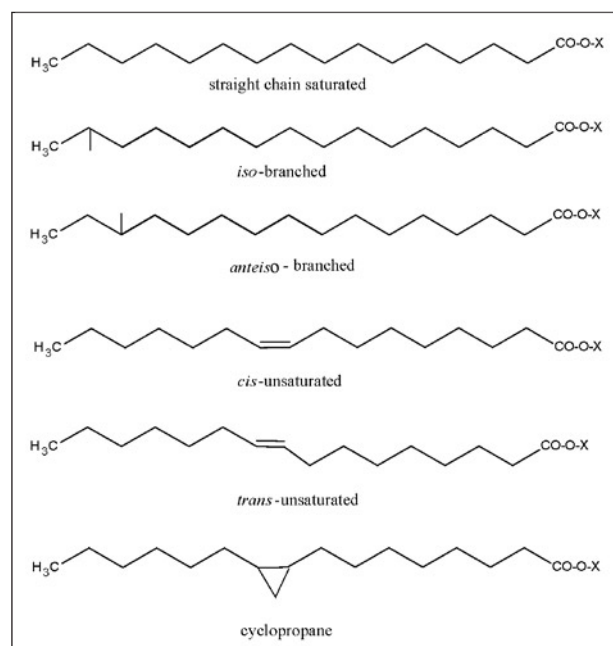 H3C CO-O-X
straight chain saturated
H3C CO-O-X
iso-branched
H3C CO-O-X
anteiso - branched
H3C CO-O-X
cis-unsaturated
H3C CO-O-X
trans-unsaturated
H3C CO-O-X
cyclopropane